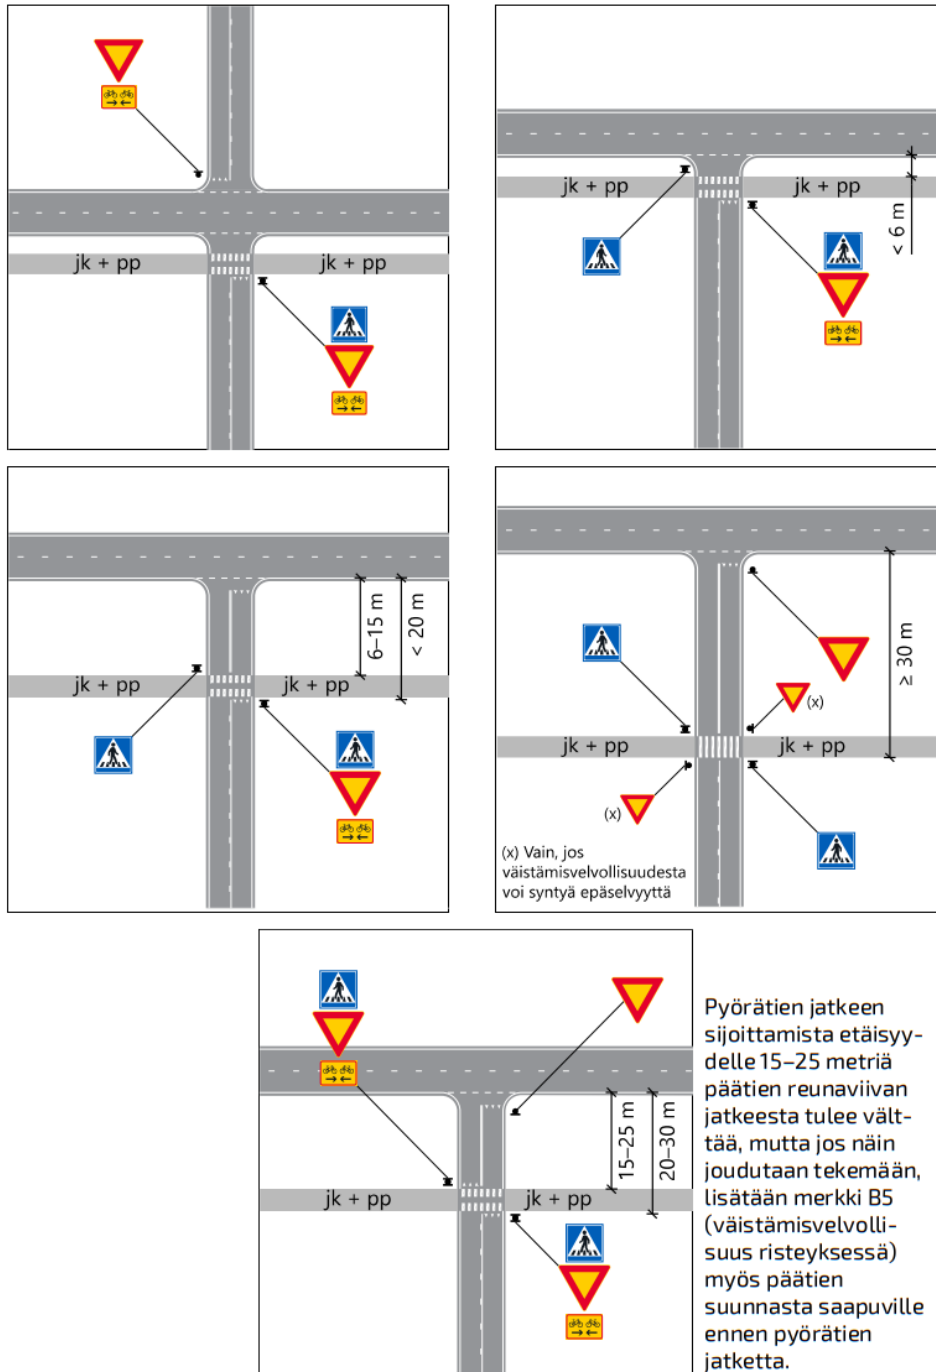 jk + pp
jk + pp
jk + pp
jk + pp
< 6 m
6–15 m
< 20 m
jk + pp
jk + pp
≥ 30 m
(x)
jk + pp
jk + pp
(x)
(x) Vain, jos
väistämisvelvollisuudesta
voi syntyä epäselvyyttä
15–25 m
20–30 m
jk + pp
jk + pp
Pyörätien jatkeen
sijoittamista etäisyy-
delle 15–25 metriä
päätien reunaviivan
jatkeesta tulee vält-
tää, mutta jos näin
joudutaan tekemään,
lisätään merkki B5
(väistämisvelvolli-
suus risteyksessä)
myös päätien
suunnasta saapuville
ennen pyörätien
jatketta.